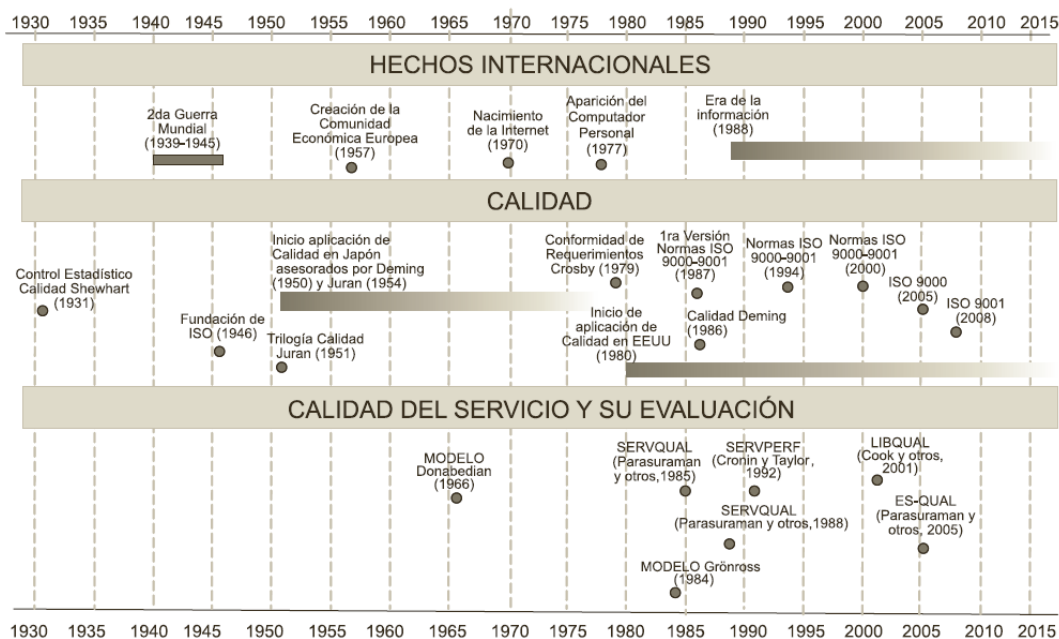 1930 1935 1940 1945 1951 1955 1960 1965 1970 1975 1980 1985 1989 1995 2000 2005 2010 2015
HECHOS INTERNACIONALES
2da Guerra
Mundial
(1939-1945)
Creación de la
Comunidad
Económica Europea
(1957)
Nacimiento
de la Internet
(1970)
Aparición del
Computador
Personal
(1977)
Era de la
información
(1988)
CALIDAD
Control Estadístico
Calidad Shewhart
(1931)
Fundación de
ISO (1946)
Inicio aplicación de
Calidad en Japón
asesorados por Deming
(1950) y Juran (1954)
Trilogía Calidad
Juran (1951)
Conformidad de
Requerimientos
Crosby (1979)
Inicio de
aplicación de
Calidad en EEUU
(1980)
1ra Versión
Normas ISO
9000-9001
(1987)
Calidad Deming
(1986)
Normas ISO
9000-9001
(1994)
Normas ISO
9000-9001
(2000)
ISO 9000
(2005)
ISO 9001
(2008)
CALIDAD DEL SERVICIO Y SU EVALUACIÓN
MODELO
Donabedian
(1966)
SERVQUAL
(Parasuraman
y otros,1985)
SERVPERF
(Cronin y Taylor,
1992)
SERVQUAL
(Parasuraman y otros,1988)
MODELO Grönross
(1984)
LIBQUAL
(Cook y otros,
2001)
ES-QUAL
(Parasuraman y
otros, 2005)
1930 1935 1940 1945 1951 1955 1960 1965 1970 1975 1980 1985 1989 1995 2000 2005 2010 2015